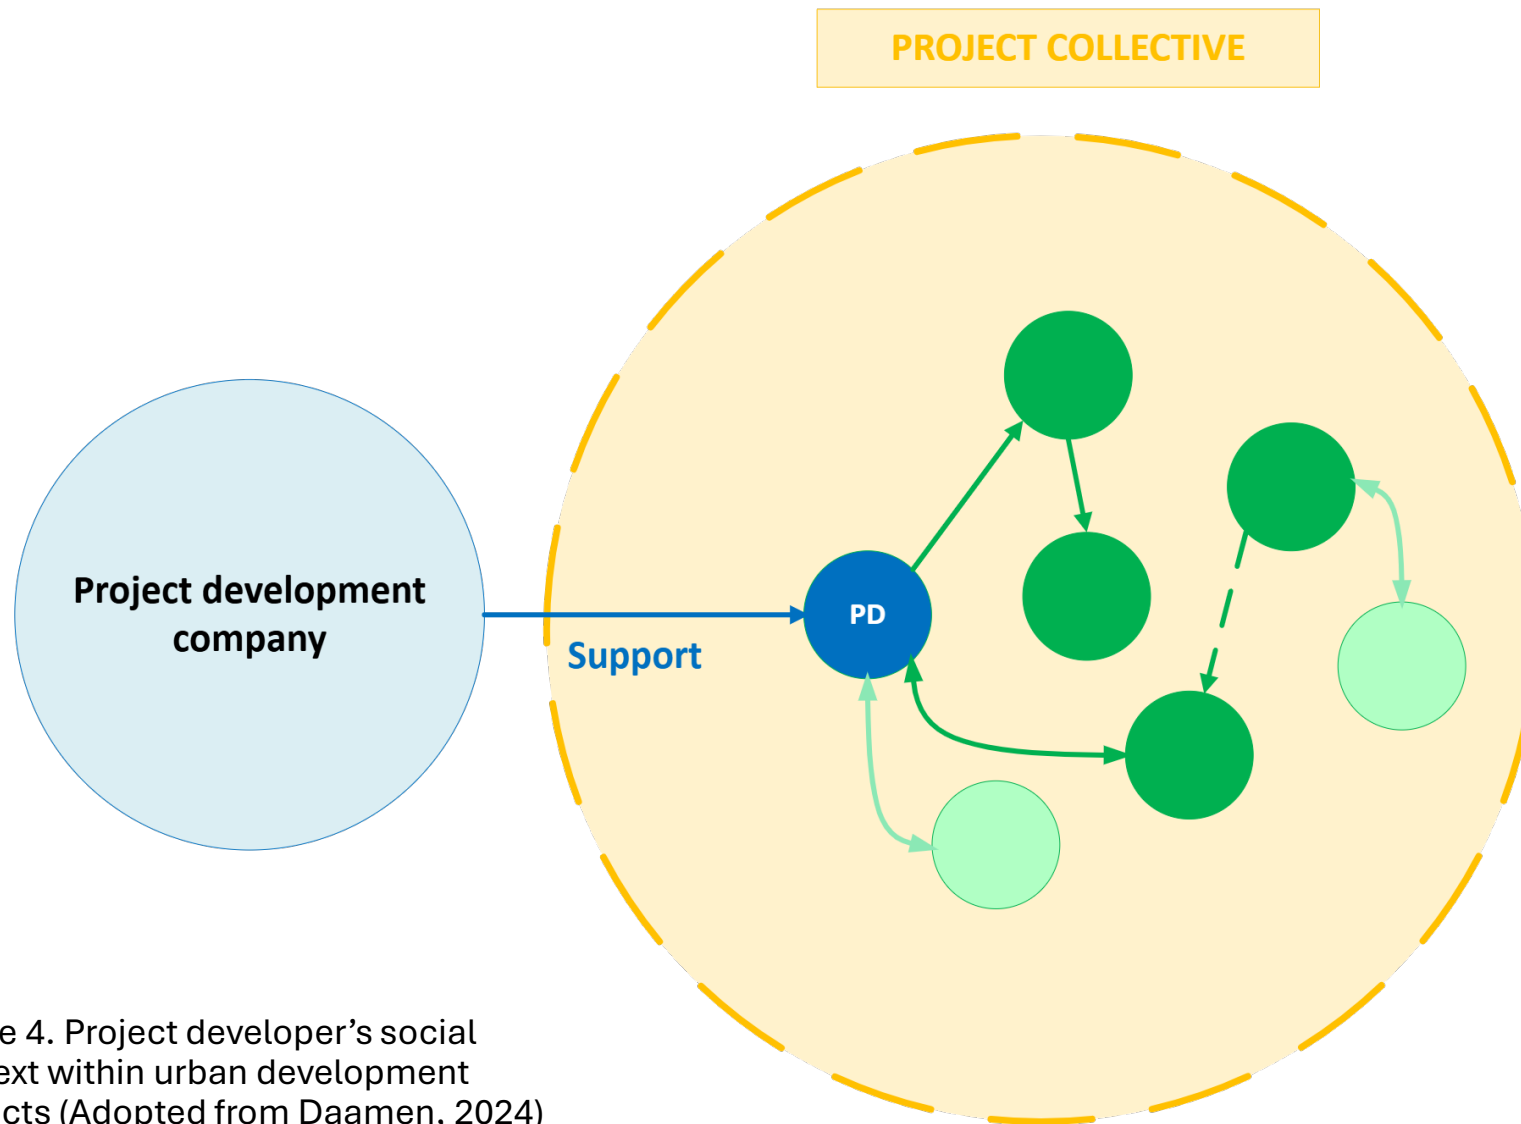 PROJECT COLLECTIVE
Project development
company
PD
Support
e 4. Project developer’s social
ext within urban development
cts (Adopted from Daamen, 2024)